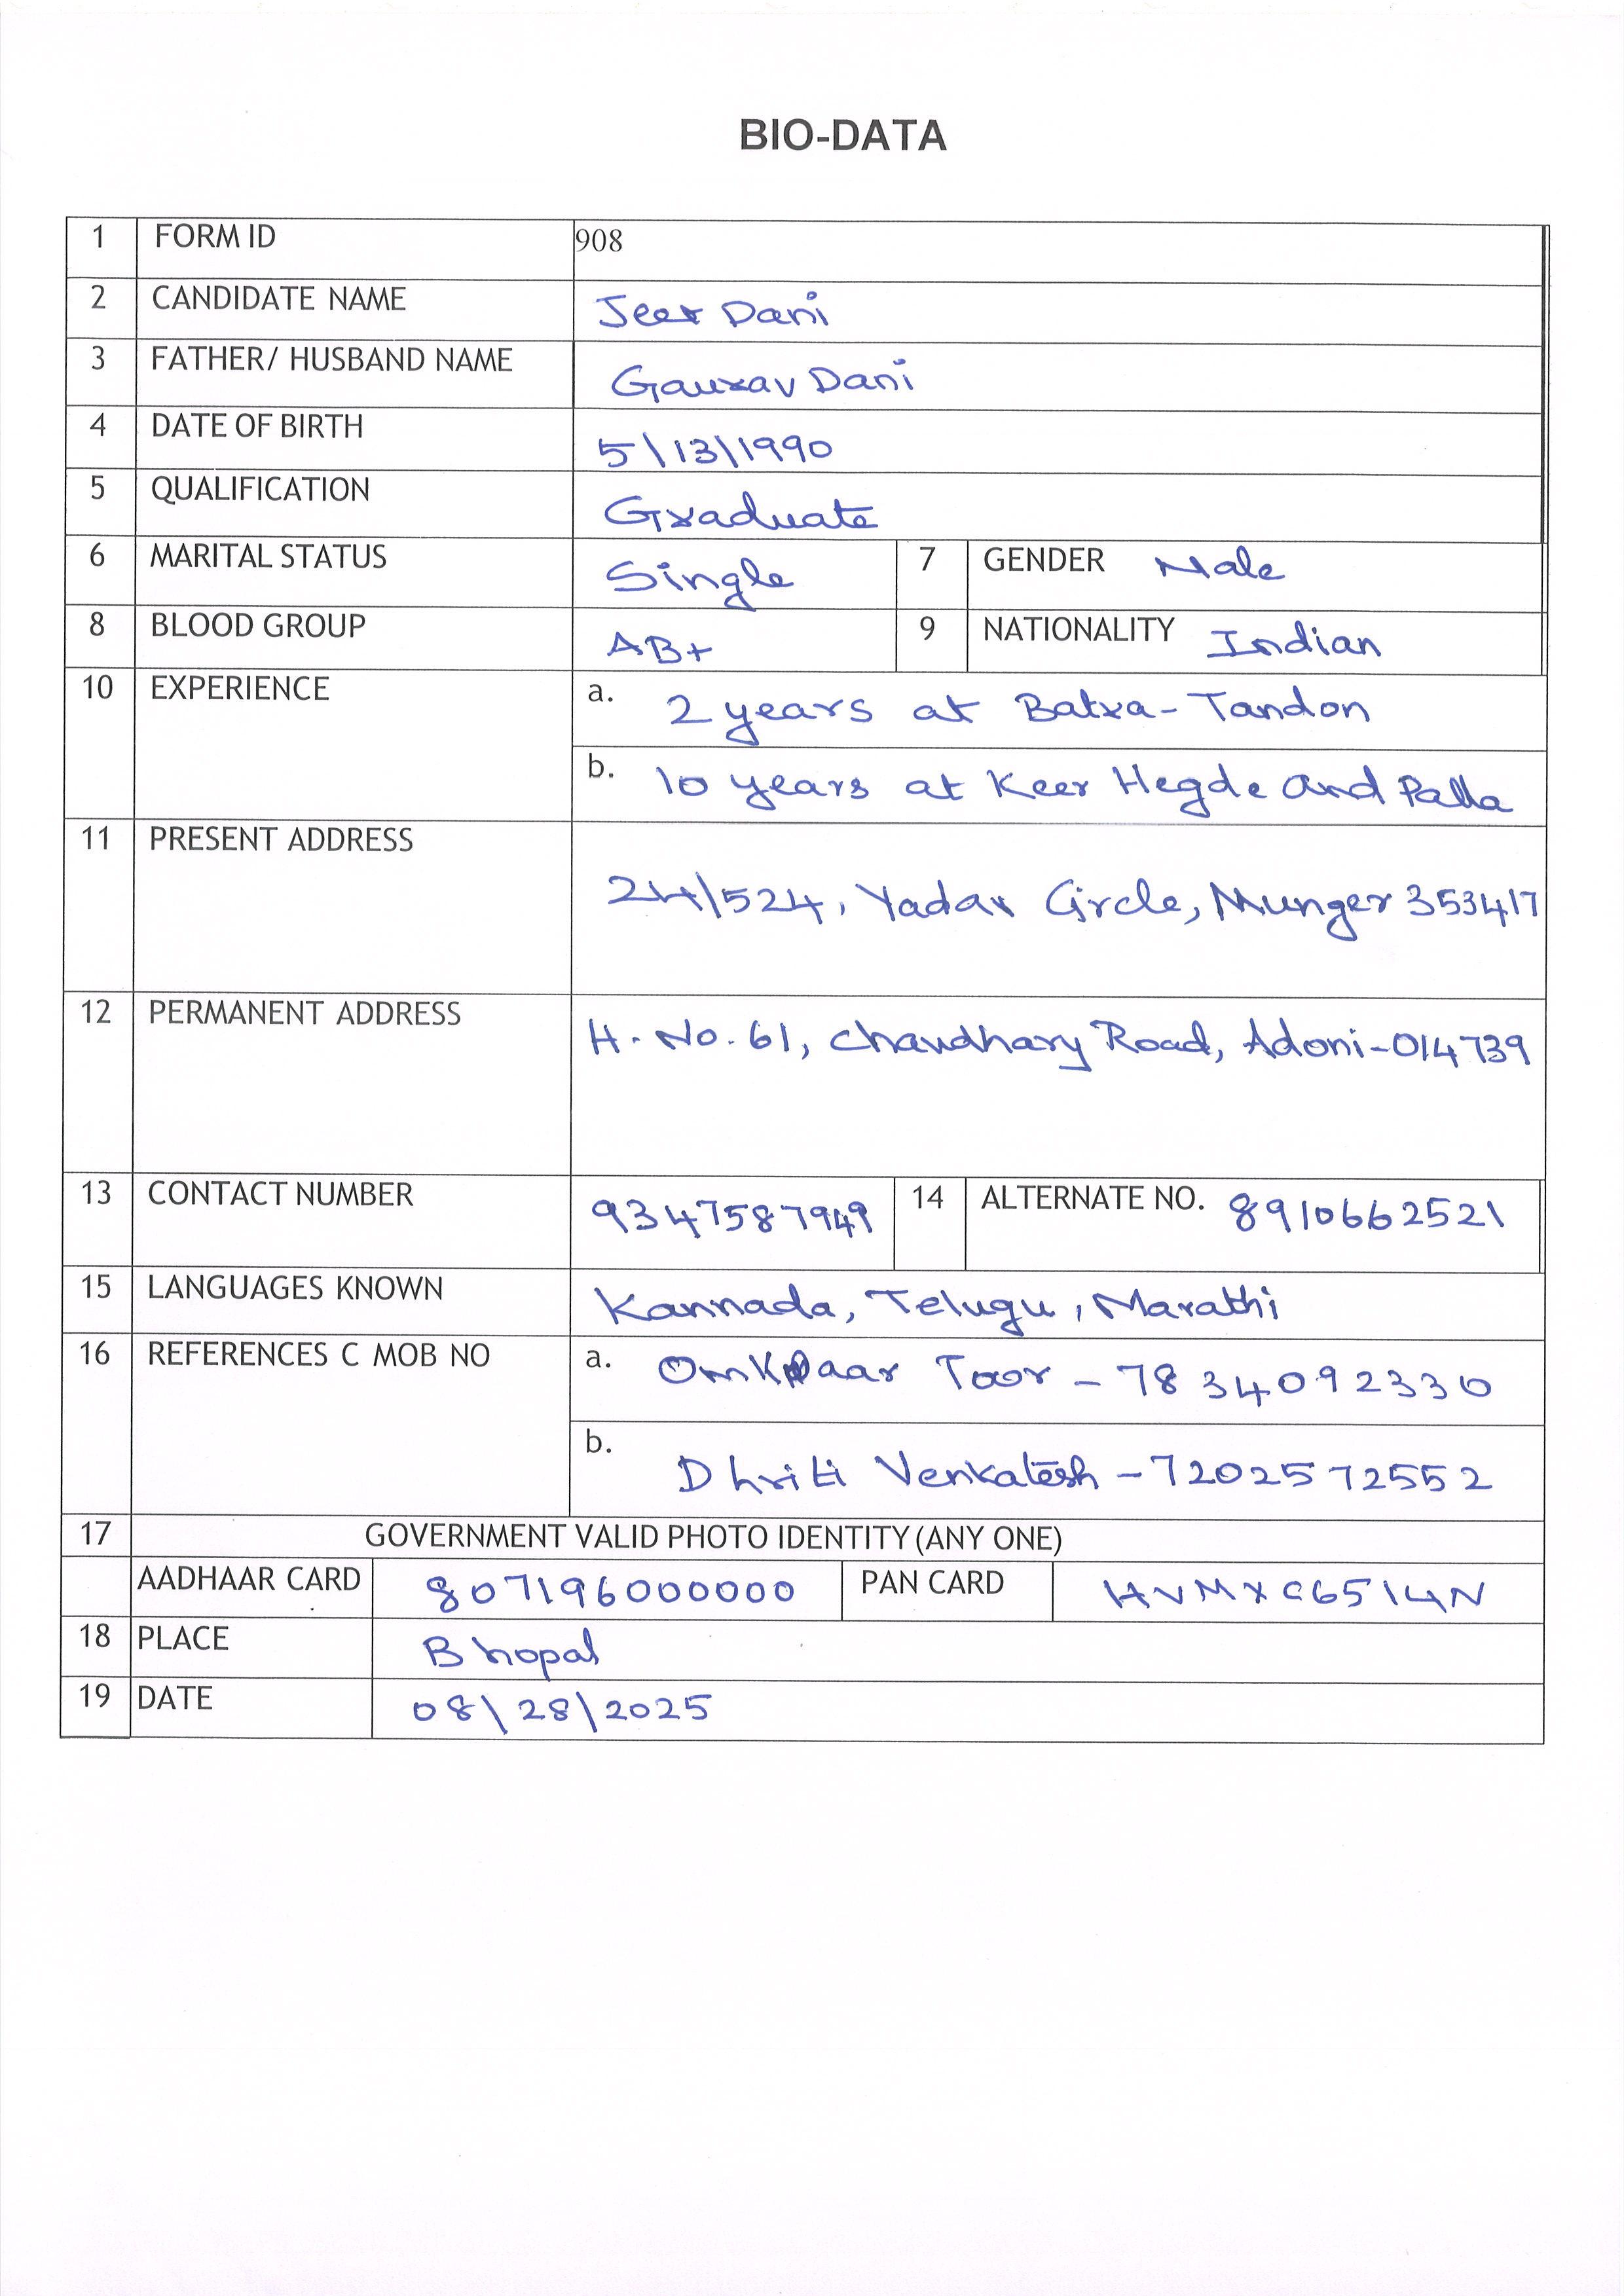 BIO-DATA
1 FORM ID 908
2 CANDIDATE NAME Jeet Dani
3 FATHER/ HUSBAND NAME Gaurav Dani
4 DATE OF BIRTH 5\13\1990
5 QUALIFICATION Graduate
6 MARITAL STATUS Single 7 GENDER Male
8 BLOOD GROUP AB+ 9 NATIONALITY Indian
10 EXPERIENCE a. 2 years at Batra-Tandon
b. 10 years at Keer Hegde and Palla
11 PRESENT ADDRESS 24/524, Yadav Circle, Munger 353417
12 PERMANENT ADDRESS H. No. 61, Chaudhary Road, Adoni-014739
13 CONTACT NUMBER 9347587949 14 ALTERNATE NO. 8910662521
15 LANGUAGES KNOWN Kannada, Telugu, Marathi
16 REFERENCES C MOB NO a. Omkaar Toor - 7834092330
b. Dhriti Venkatesh - 7202572552
17 GOVERNMENT VALID PHOTO IDENTITY (ANY ONE)
AADHAAR CARD 807196000000 PAN CARD HVMXC6514N
18 PLACE Bhopal
19 DATE 08\28\2025